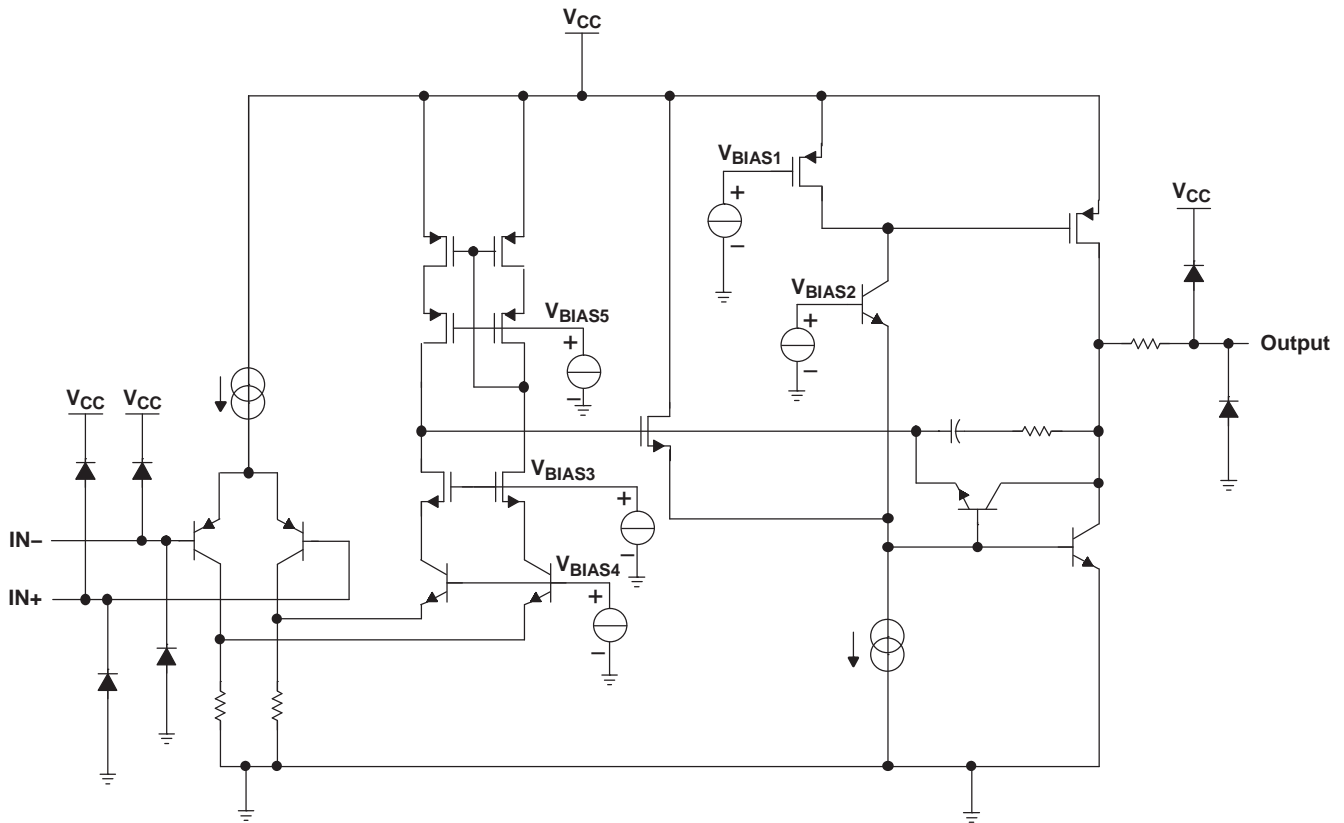 VCC
VBIAS1
+
−
VCC
VBIAS2
+
−
VBIAS5
+
−
Output
VCC
VCC
VBIAS3
+
−
IN−
VBIAS4
+
−
IN+